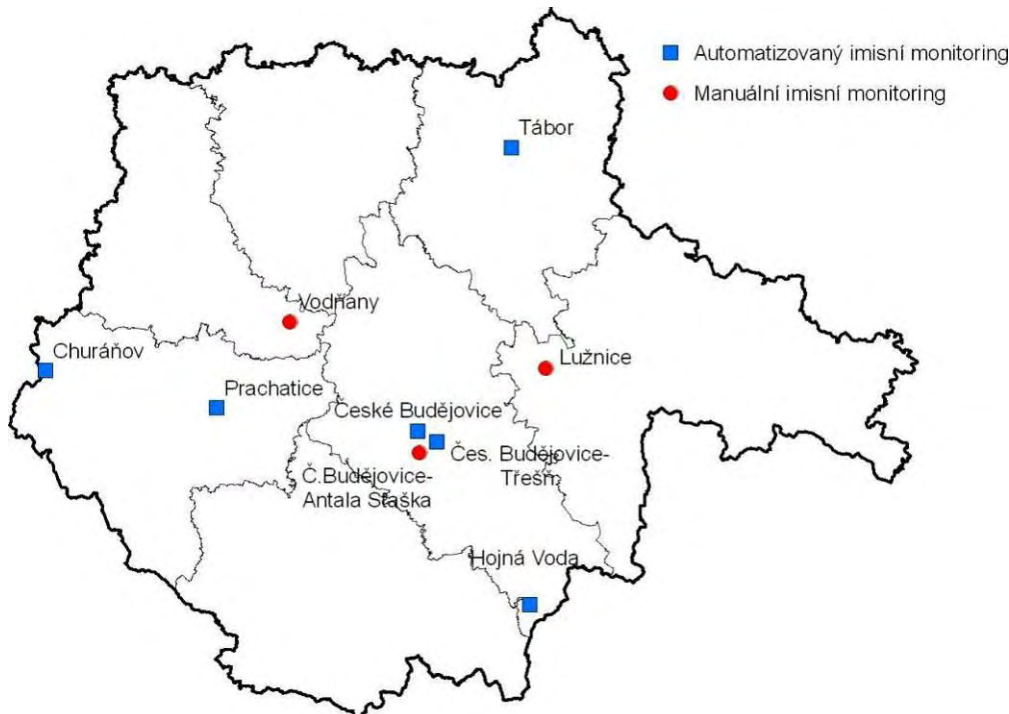 Automatizovaný imisní monitoring
Manuální imisní monitoring
Tábor
Vodňany
Churáňov
Lužnice
Prachatice
České Budějovice
Čes. Budějovice-
Třešň.
Č.Budějovice-
Antala Staška
Hojná Voda